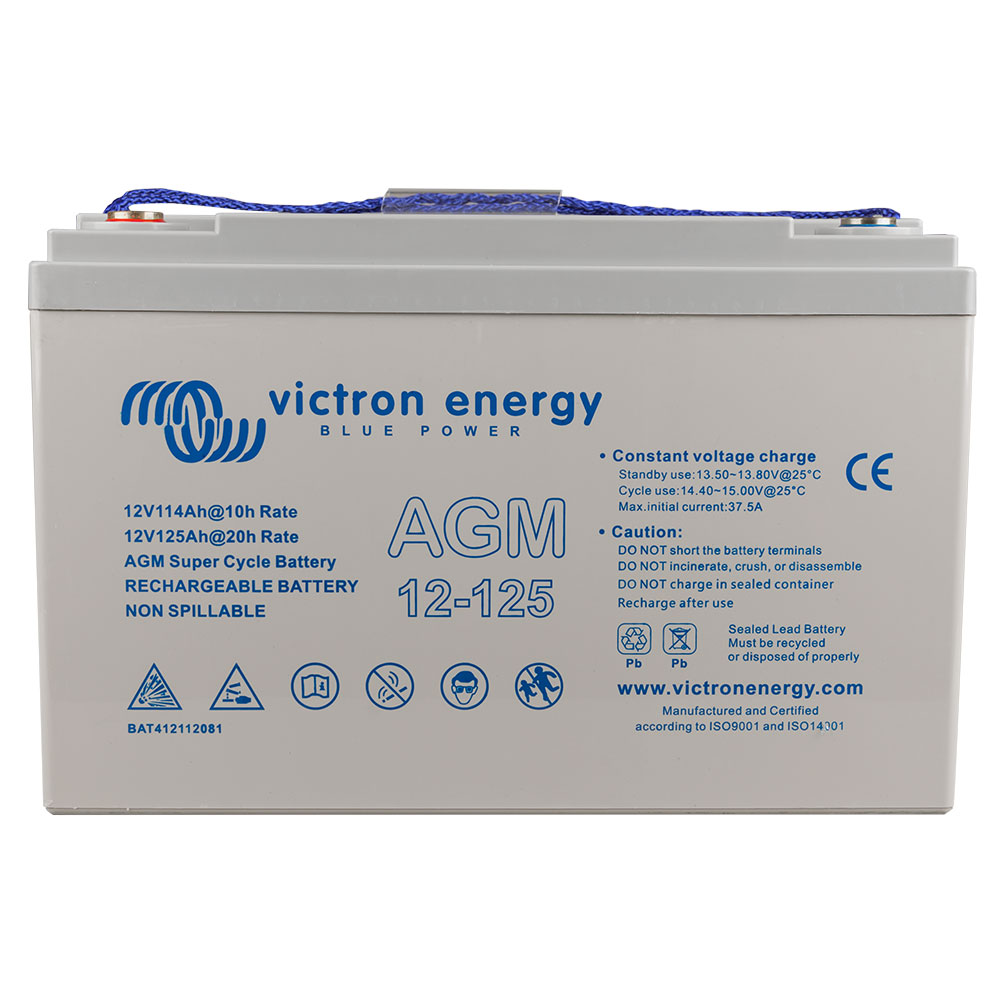 victron energy
BLUE POWER
12V114Ah@10h Rate
12V125Ah@20h Rate
AGM Super Cycle Battery
RECHARGEABLE BATTERY
NON SPILLABLE
BAT412112081
AGM
12-125
• Constant voltage charge
Standby use:13.50~13.80V@25°C
Cycle use:14.40~15.00V@25°C
Max.initial current:37.5A
CE
• Caution:
DO NOT short the battery terminals
DO NOT incinerate, crush, or disassemble
DO NOT charge in sealed container
Recharge after use
Pb Pb
Sealed Lead Battery
Must be recycled
or disposed of properly
www.victronenergy.com
Manufactured and Certified
according to ISO9001 and ISO14001